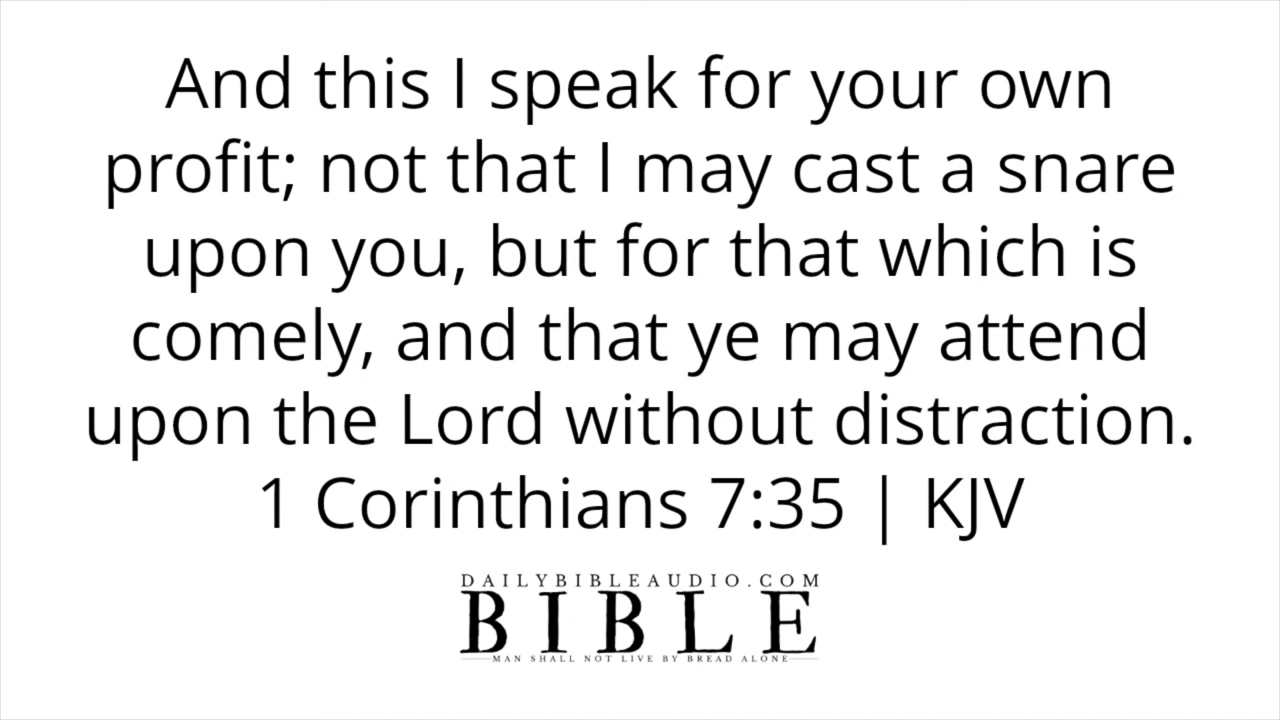 And this I speak for your own
profit; not that I may cast a snare
upon you, but for that which is
comely, and that ye may attend
upon the Lord without distraction.
1 Corinthians 7:35 | KJV
DAILYBIBLEAUDIO.COM
BIBLE
MAN SHALL NOT LIVE BY BREAD ALONE